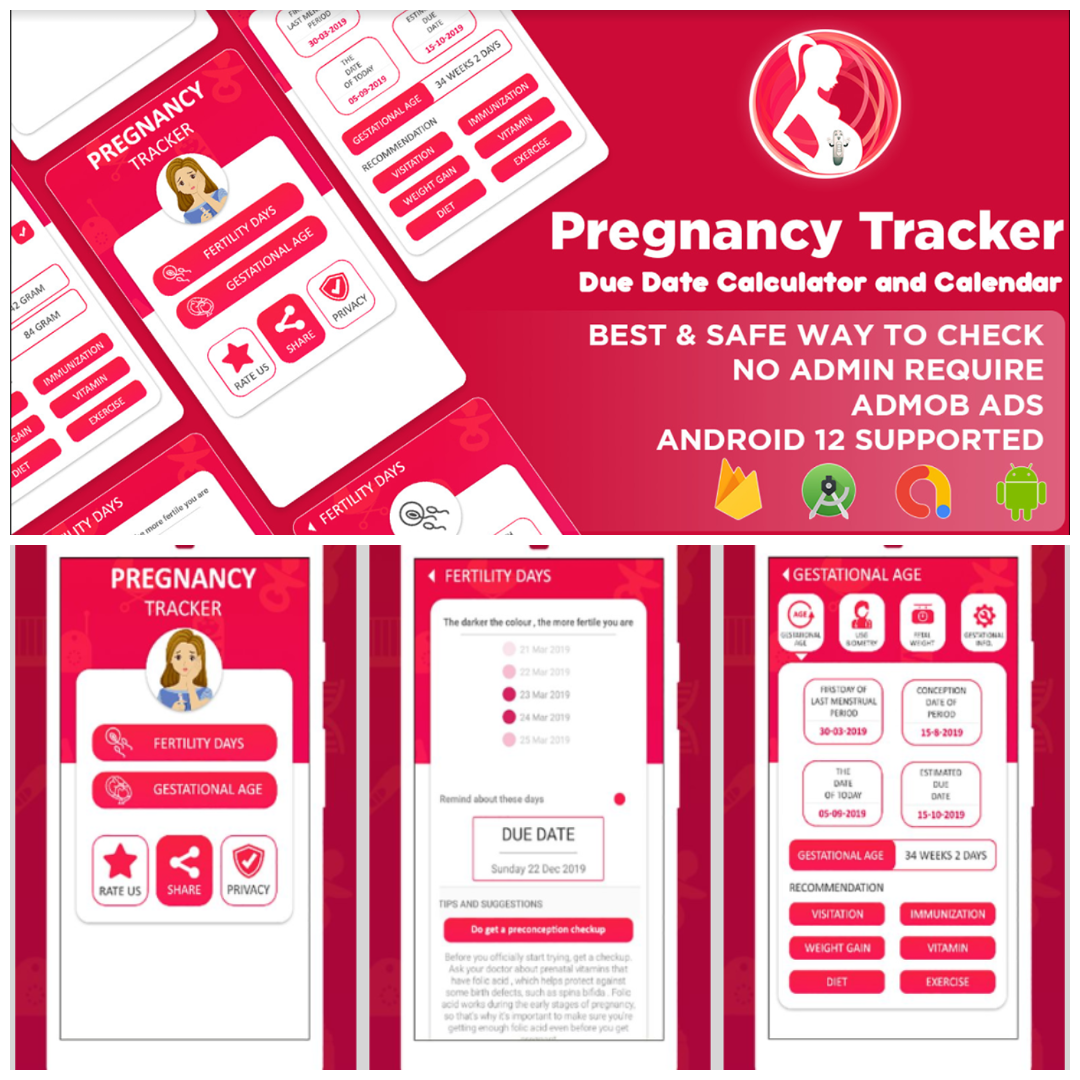 FIRSTDAY OF
LAST MENSTRUAL
PERIOD
30-03-2019
ESTIMATED
DUE
DATE
15-10-2019
THE
DATE
OF TODAY
05-09-2019
GESTATIONAL AGE
34 WEEKS 2 DAYS
RECOMMENDATION
VISITATION
IMMUNIZATION
WEIGHT GAIN
VITAMIN
DIET
EXERCISE
PREGNANCY
TRACKER
FERTILITY DAYS
GESTATIONAL AGE
RATE US
SHARE
PRIVACY
GRAM
84 GRAM
IMMUNIZATION
GAIN
VITAMIN
DIET
EXERCISE
DAYS
more fertile you are
FERTILITY DAYS
Pregnancy Tracker
Due Date Calculator and Calendar
BEST & SAFE WAY TO CHECK
NO ADMIN REQUIRE
ADMOB ADS
ANDROID 12 SUPPORTED
PREGNANCY
TRACKER
FERTILITY DAYS
GESTATIONAL AGE
RATE US
SHARE
PRIVACY
FERTILITY DAYS
The darker the colour , the more fertile you are
21 Mar 2019
22 Mar 2019
23 Mar 2019
24 Mar 2019
25 Mar 2019
Remind about these days
DUE DATE
Sunday 22 Dec 2019
TIPS AND SUGGESTIONS
Do get a preconception checkup
Before you officially start trying, get a checkup.
Ask your doctor about prenatal vitamins that
have folic acid , which helps protect against
some birth defects, such as spina bifida . Folic
acid works during the early stages of pregnancy,
so that's why it's important to make sure you're
getting enough folic acid even before you get
GESTATIONAL AGE
AGE
GESTATIONAL
AGE
USG
BIOMETRY
FETAL
WEIGHT
GESTATIONAL
INFO.
FIRSTDAY OF
LAST MENSTRUAL
PERIOD
30-03-2019
CONCEPTION
DATE OF
PERIOD
15-8-2019
THE
DATE
OF TODAY
05-09-2019
ESTIMATED
DUE
DATE
15-10-2019
GESTATIONAL AGE
34 WEEKS 2 DAYS
RECOMMENDATION
VISITATION
IMMUNIZATION
WEIGHT GAIN
VITAMIN
DIET
EXERCISE